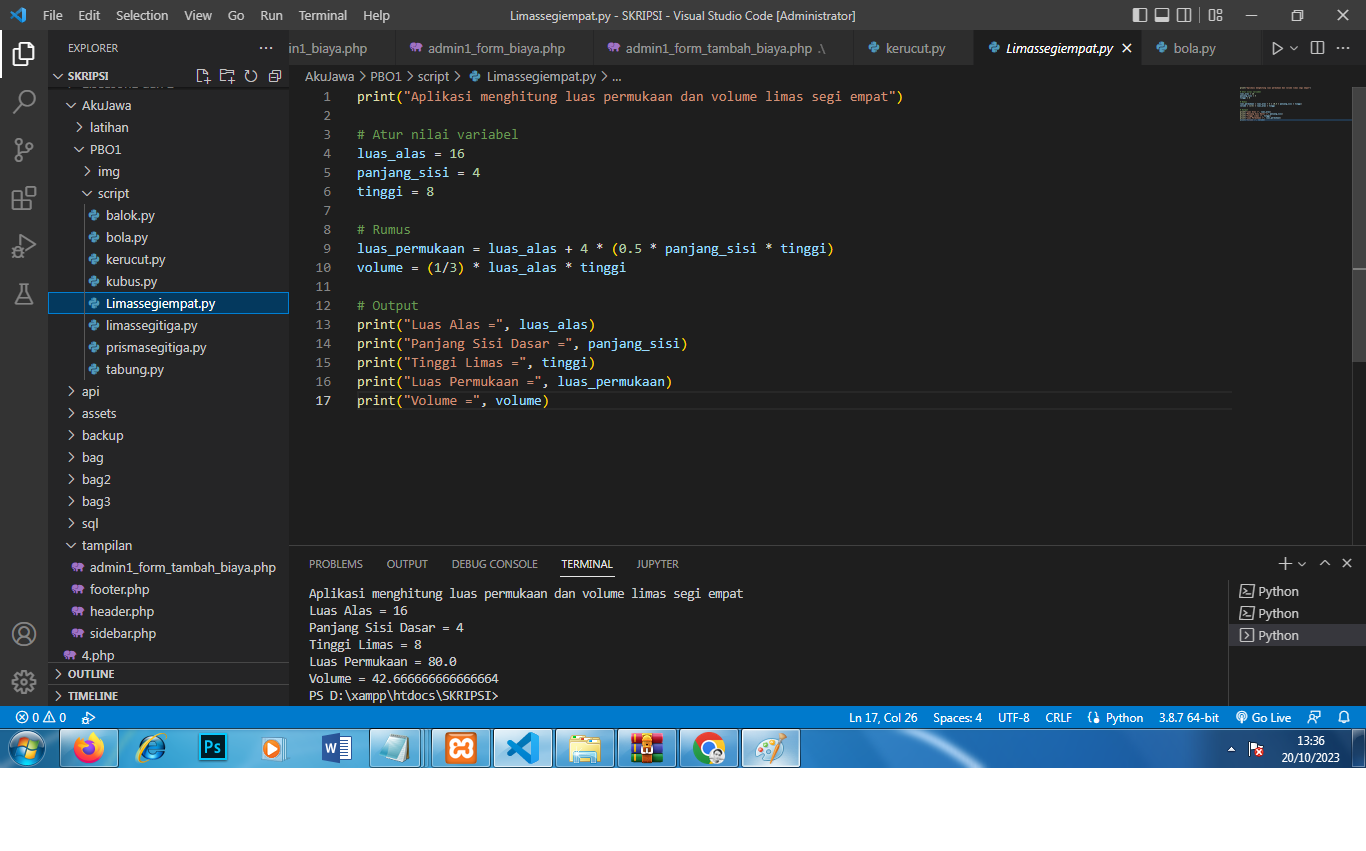 File Edit Selection View Go Run Terminal Help Limassegiempat.py - SKRIPSI - Visual Studio Code [Administrator]
EXPLORER
SKRIPSI
AkuJawa
latihan
PBO1
img
script
balok.py
bola.py
kerucut.py
kubus.py
Limassegiempat.py
limassegitiga.py
prismasegitiga.py
tabung.py
api
assets
backup
bag
bag2
bag3
sql
tampilan
admin1_form_tambah_biaya.php
footer.php
header.php
sidebar.php
4.php
OUTLINE
TIMELINE
in1_biaya.php admin1_form_biaya.php admin1_form_tambah_biaya.php .\ kerucut.py Limassegiempat.py bola.py
AkuJawa > PBO1 > script > Limassegiempat.py > ...
1 print("Aplikasi menghitung luas permukaan dan volume limas segi empat")
2
3 # Atur nilai variabel
4 luas_alas = 16
5 panjang_sisi = 4
6 tinggi = 8
7
8 # Rumus
9 luas_permukaan = luas_alas + 4 * (0.5 * panjang_sisi * tinggi)
10 volume = (1/3) * luas_alas * tinggi
11
12 # Output
13 print("Luas Alas =", luas_alas)
14 print("Panjang Sisi Dasar =", panjang_sisi)
15 print("Tinggi Limas =", tinggi)
16 print("Luas Permukaan =", luas_permukaan)
17 print("Volume =", volume)
PROBLEMS OUTPUT DEBUG CONSOLE TERMINAL JUPYTER
Aplikasi menghitung luas permukaan dan volume limas segi empat
Luas Alas = 16
Panjang Sisi Dasar = 4
Tinggi Limas = 8
Luas Permukaan = 80.0
Volume = 42.666666666666664
PS D:\xampp\htdocs\SKRIPSI>
Python
Python
Python
0 0 Ln 17, Col 26 Spaces: 4 UTF-8 CRLF Python 3.8.7 64-bit Go Live
Ps
13:36
20/10/2023